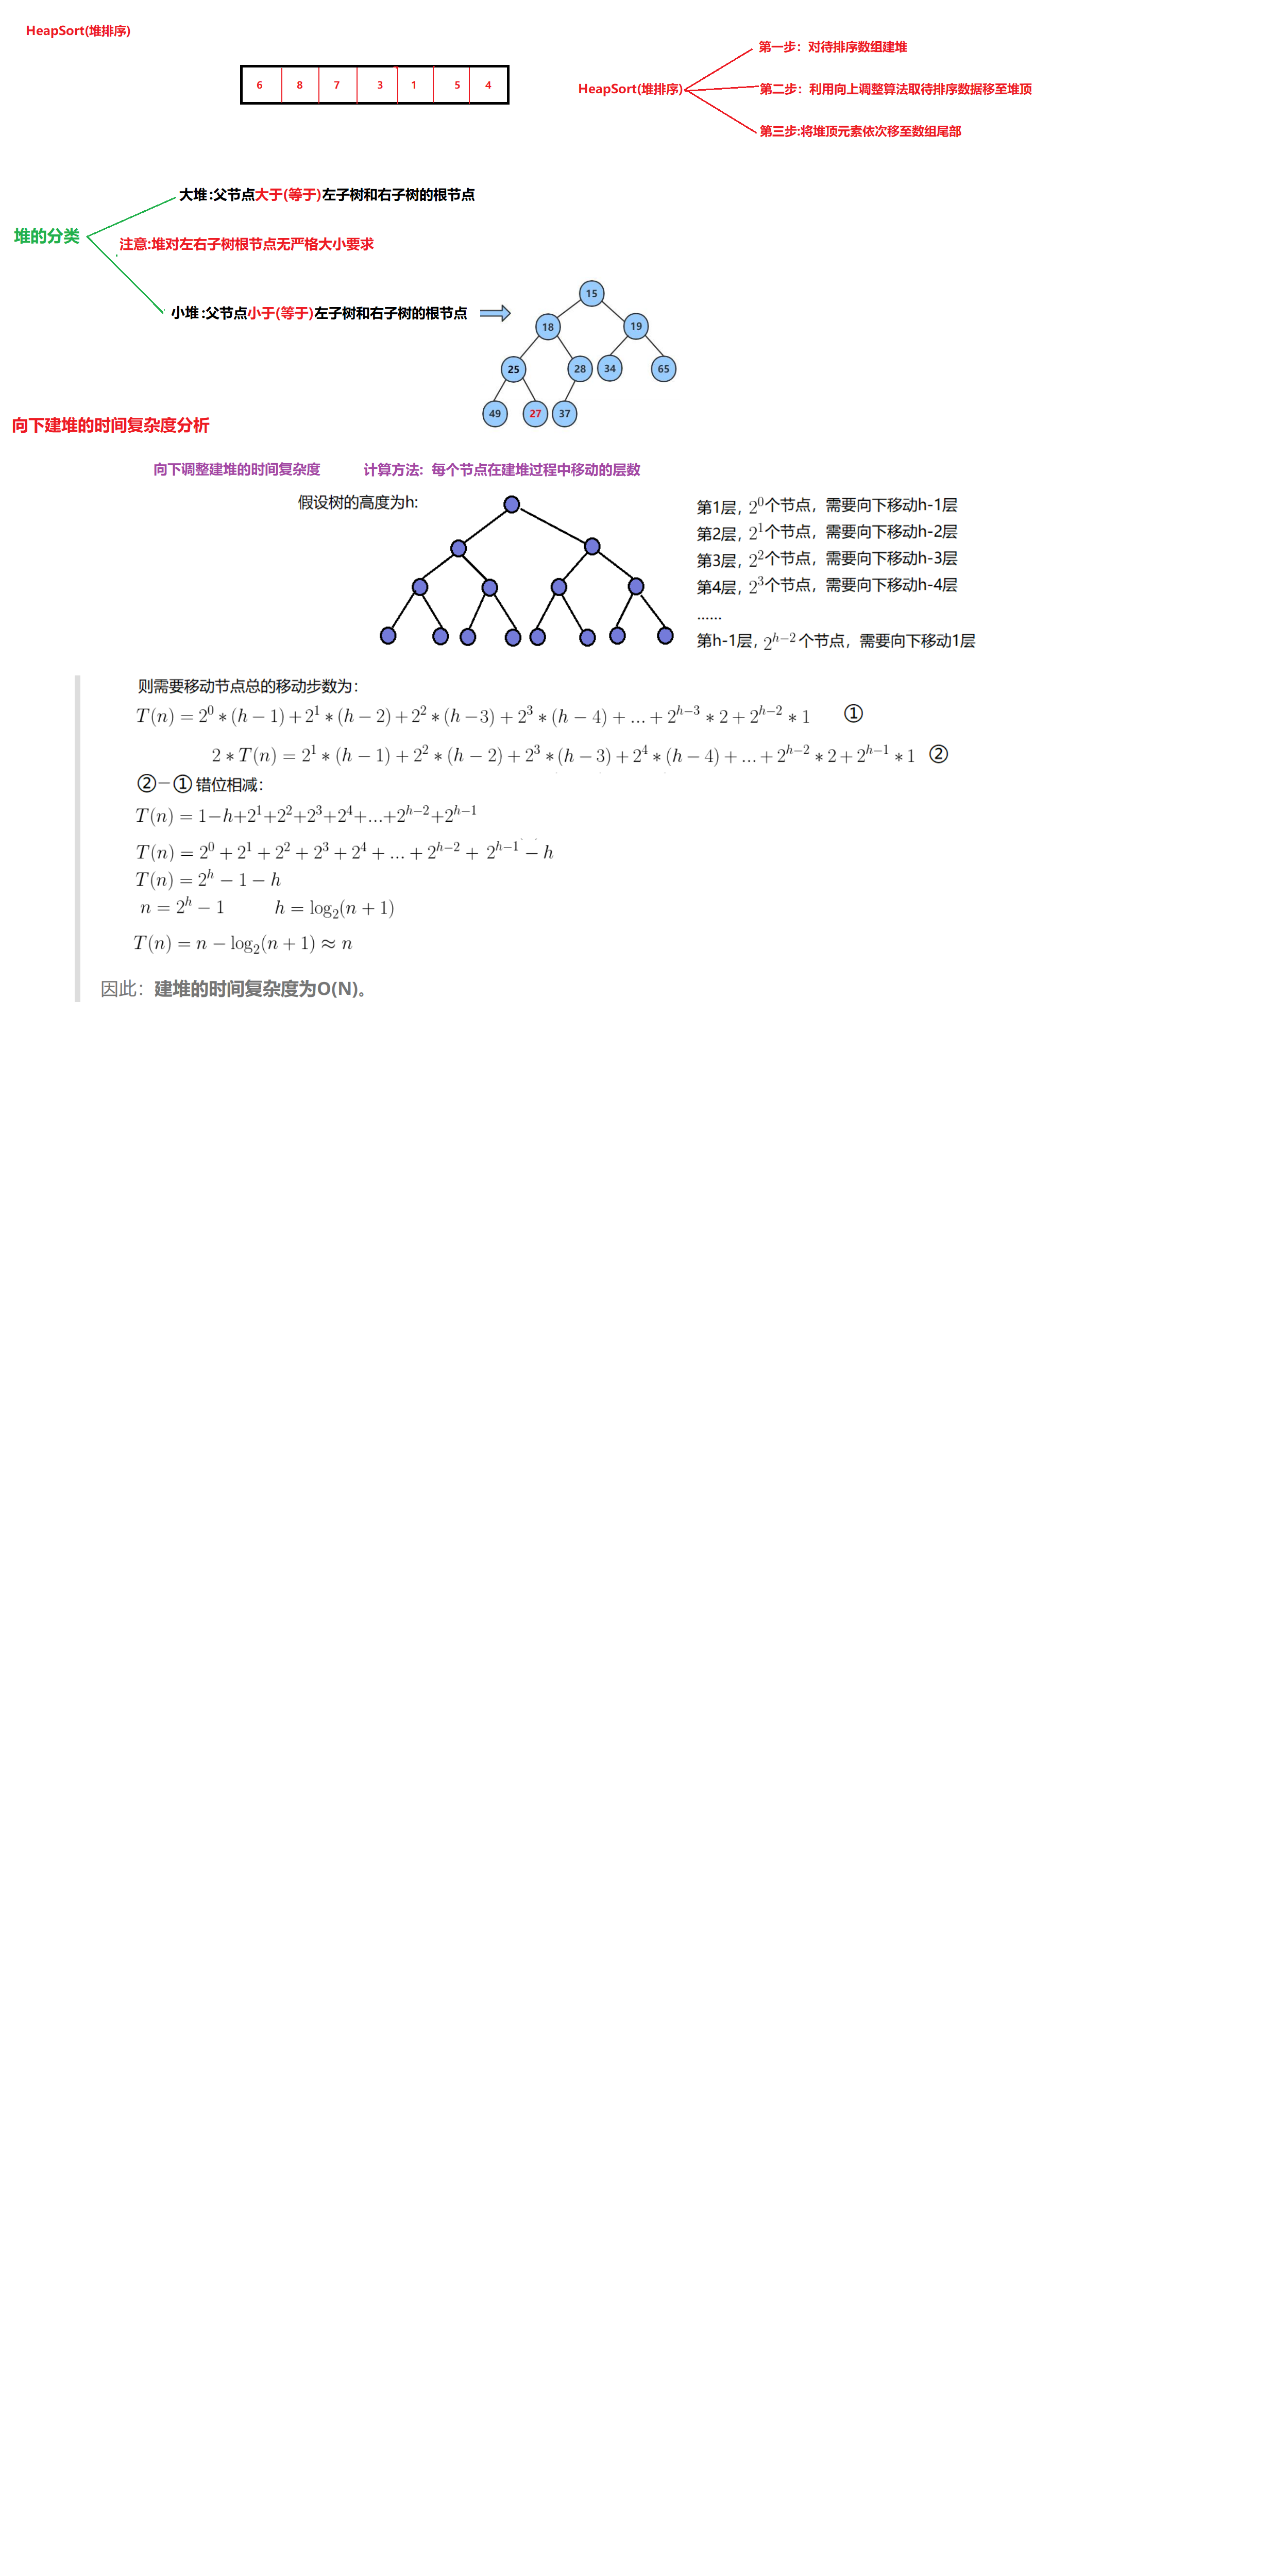 HeapSort(堆排序)
6 8 7 3 1 5 4
HeapSort(堆排序)
第一步：对待排序数组建堆
第二步：利用向上调整算法取待排序数据移至堆顶
第三步:将堆顶元素依次移至数组尾部
堆的分类
大堆:父节点大于(等于)左子树和右子树的根节点
注意:堆对左右子树根节点无严格大小要求
小堆:父节点小于(等于)左子树和右子树的根节点
15
18 19
25 28 34 65
49 27 37
向下建堆的时间复杂度分析
向下调整建堆的时间复杂度 计算方法：每个节点在建堆过程中移动的层数
假设树的高度为h:
第1层，2^0个节点，需要向下移动h-1层
第2层，2^1个节点，需要向下移动h-2层
第3层，2^2个节点，需要向下移动h-3层
第4层，2^3个节点，需要向下移动h-4层
......
第h-1层，2^{h-2}个节点，需要向下移动1层
则需要移动节点总的移动步数为：
T(n) = 2^0 * (h − 1) + 2^1 * (h − 2) + 2^2 * (h − 3) + 2^3 * (h − 4) + ... + 2^{h−3} * 2 + 2^{h−2} * 1 ①
2 * T(n) = 2^1 * (h − 1) + 2^2 * (h − 2) + 2^3 * (h − 3) + 2^4 * (h − 4) + ... + 2^{h−2} * 2 + 2^{h−1} * 1 ②
②－①错位相减：
T(n) = 1−h+2^1+2^2+2^3+2^4+...+2^{h−2}+2^{h−1}
T(n) = 2^0 + 2^1 + 2^2 + 2^3 + 2^4 + ... + 2^{h−2} + 2^{h−1} − h
T(n) = 2^h − 1 − h
n = 2^h − 1 h = log_2(n + 1)
T(n) = n − log_2(n + 1) ≈ n
因此：建堆的时间复杂度为O(N)。